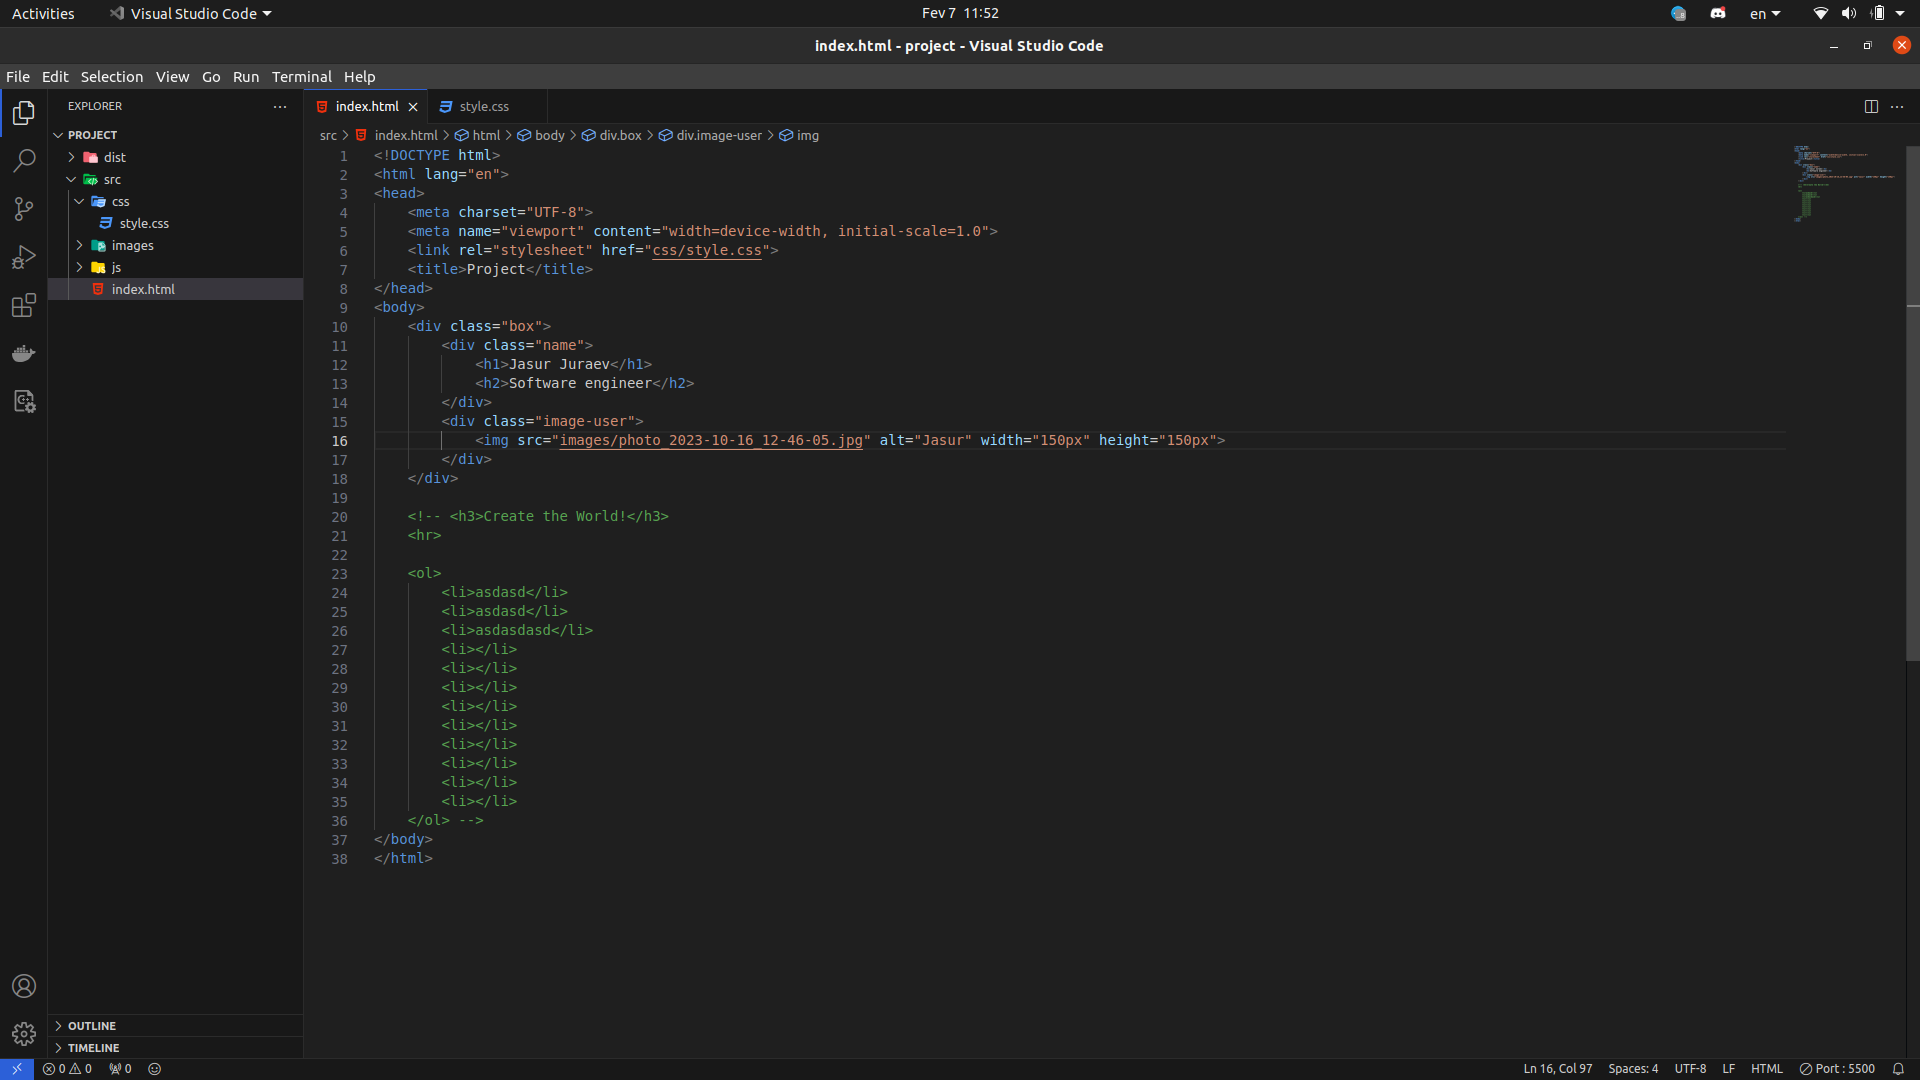 Activities Visual Studio Code Fev 7 11:52 en
index.html - project - Visual Studio Code
File Edit Selection View Go Run Terminal Help
EXPLORER
PROJECT
dist
src
css
style.css
images
js
index.html
OUTLINE
TIMELINE
index.html style.css
src index.html html body div.box div.image-user img
1 <!DOCTYPE html>
2 <html lang="en">
3 <head>
4     <meta charset="UTF-8">
5     <meta name="viewport" content="width=device-width, initial-scale=1.0">
6     <link rel="stylesheet" href="css/style.css">
7     <title>Project</title>
8 </head>
9 <body>
10     <div class="box">
11         <div class="name">
12             <h1>Jasur Juraev</h1>
13             <h2>Software engineer</h2>
14         </div>
15         <div class="image-user">
16             <img src="images/photo_2023-10-16_12-46-05.jpg" alt="Jasur" width="150px" height="150px">
17         </div>
18     </div>
19
20     <!-- <h3>Create the World!</h3>
21     <hr>
22
23     <ol>
24         <li>asdasd</li>
25         <li>asdasd</li>
26         <li>asdasdasd</li>
27         <li></li>
28         <li></li>
29         <li></li>
30         <li></li>
31         <li></li>
32         <li></li>
33         <li></li>
34         <li></li>
35         <li></li>
36     </ol> -->
37 </body>
38 </html>
0 0 0 Ln 16, Col 97 Spaces: 4 UTF-8 LF HTML Port : 5500